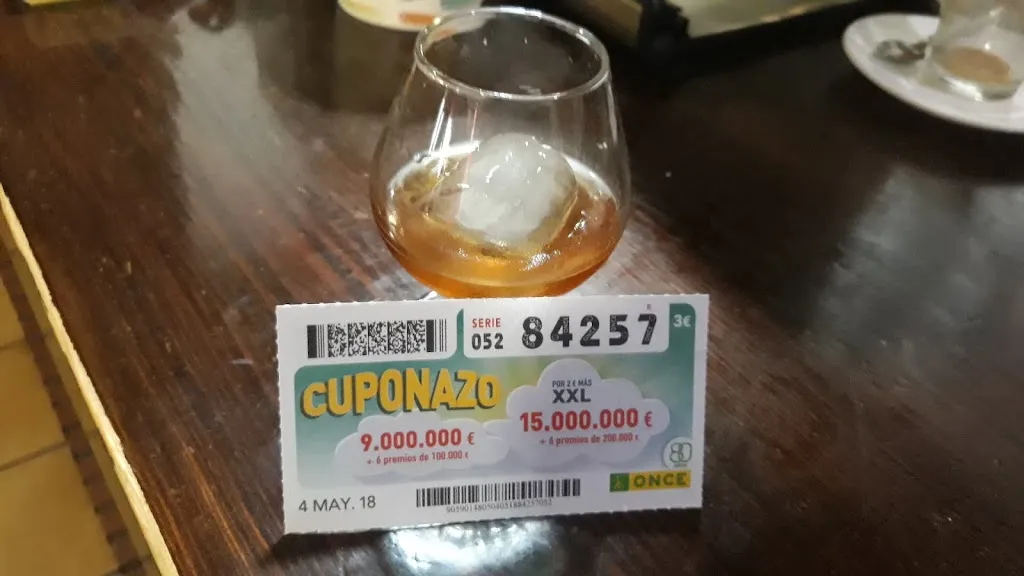 SERIE
052
84257
3€
CUPONAZO
9.000.000 €
+ 6 premios de 100.000 €
POR 2 € MÁS
XXL
15.000.000 €
+ 6 premios de 200.000 €
80
ONCE
4 MAY. 18